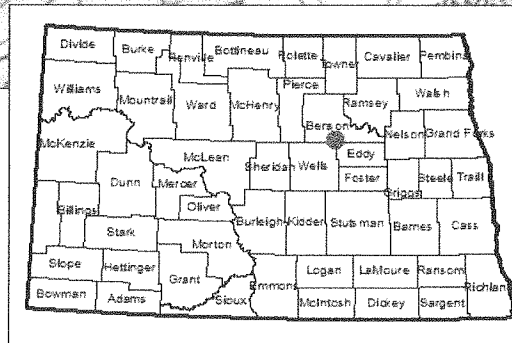 Divide Burke Renville Bottineau Rolette Towner Cavalier Pembina
Williams Mountrail Ward McHenry Pierce Ramsey Walsh
Benson Nelson Grand Forks
McKenzie McLean Sheridan Wells Eddy
Dunn Mercer Foster Griggs Steele Traill
Billings Oliver Burleigh Kidder Stutsman Barnes Cass
Stark Morton
Slope Hettinger Grant Logan LaMoure Ransom
Bowman Adams Sioux Emmons McIntosh Dickey Sargent Richland